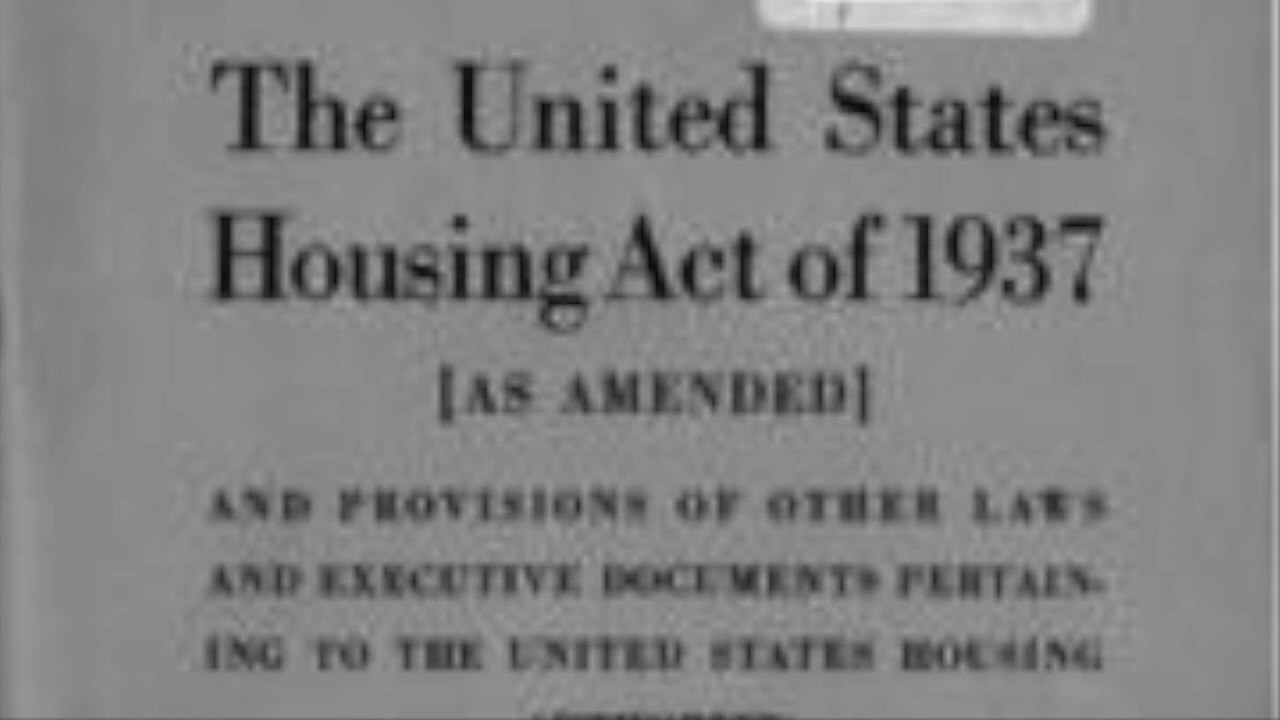 The United States
Housing Act of 1937
[AS AMENDED]
AND PROVISIONS OF OTHER LAWS
AND EXECUTIVE DOCUMENTS PERTAIN-
ING TO THE UNITED STATES HOUSING